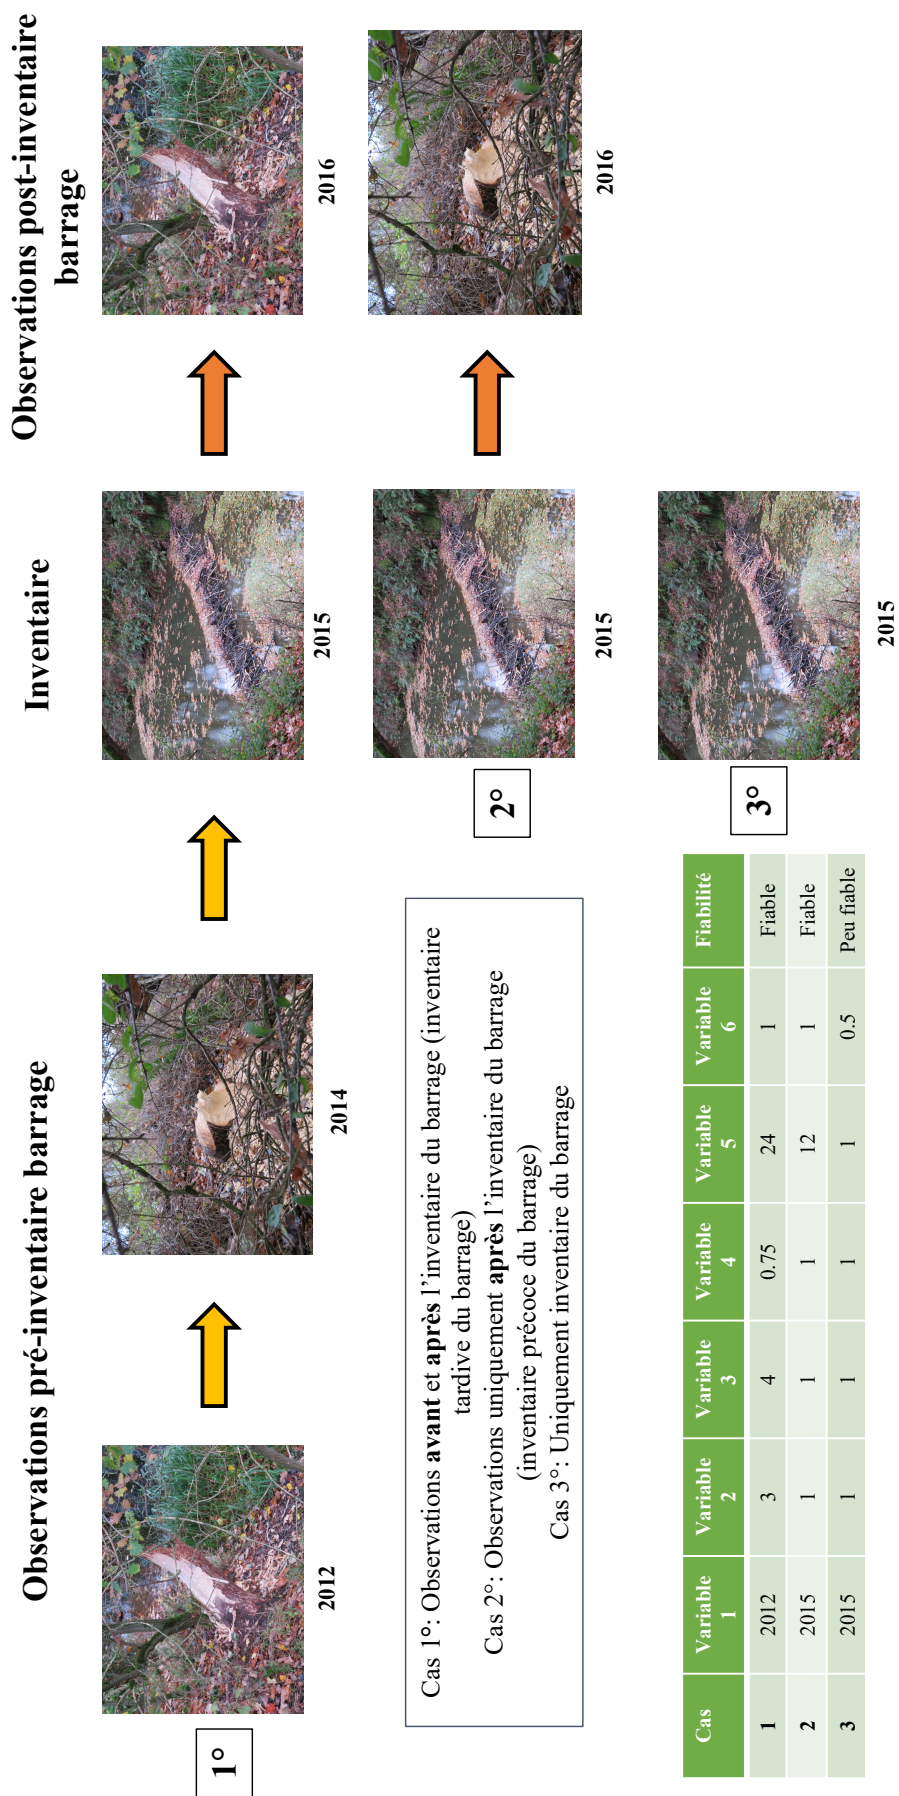 Observations pré-inventaire barrage
Inventaire
Observations post-inventaire
barrage
1°
2012
2014
2015
2016
Cas 1°: Observations avant et après l’inventaire du barrage (inventaire
tardive du barrage)
Cas 2°: Observations uniquement après l’inventaire du barrage
(inventaire précoce du barrage)
Cas 3°: Uniquement inventaire du barrage
2°
2015
2016
3°
2015
Cas Variable 1 Variable 2 Variable 3 Variable 4 Variable 5 Variable 6 Fiabilité
1 2012 3 4 0.75 24 1 Fiable
2 2015 1 1 1 12 1 Fiable
3 2015 1 1 1 1 0.5 Peu fiable